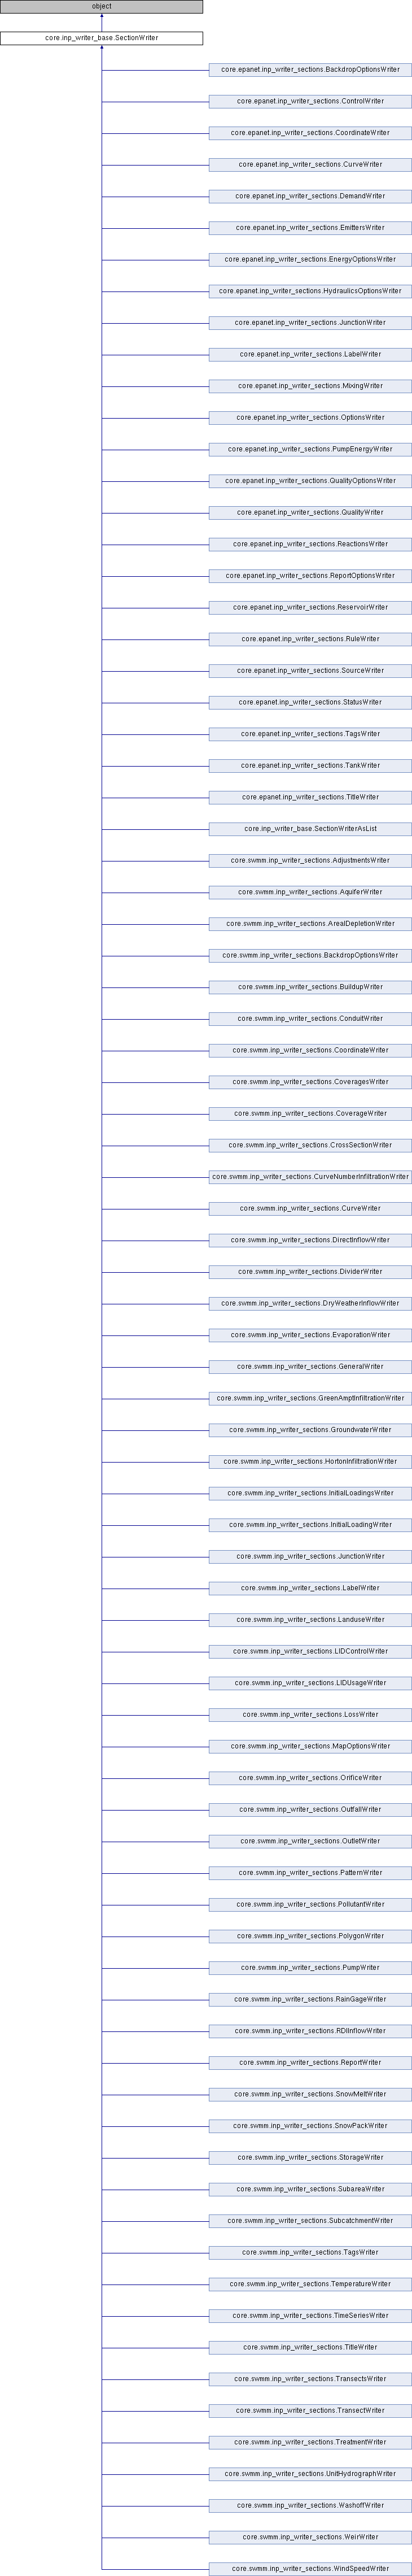 object
core.inp_writer_base.SectionWriter
core.epanet.inp_writer_sections.BackdropOptionsWriter
core.epanet.inp_writer_sections.ControlWriter
core.epanet.inp_writer_sections.CoordinateWriter
core.epanet.inp_writer_sections.CurveWriter
core.epanet.inp_writer_sections.DemandWriter
core.epanet.inp_writer_sections.EmittersWriter
core.epanet.inp_writer_sections.EnergyOptionsWriter
core.epanet.inp_writer_sections.HydraulicsOptionsWriter
core.epanet.inp_writer_sections.JunctionWriter
core.epanet.inp_writer_sections.LabelWriter
core.epanet.inp_writer_sections.MixingWriter
core.epanet.inp_writer_sections.OptionsWriter
core.epanet.inp_writer_sections.PumpEnergyWriter
core.epanet.inp_writer_sections.QualityOptionsWriter
core.epanet.inp_writer_sections.QualityWriter
core.epanet.inp_writer_sections.ReactionsWriter
core.epanet.inp_writer_sections.ReportOptionsWriter
core.epanet.inp_writer_sections.ReservoirWriter
core.epanet.inp_writer_sections.RuleWriter
core.epanet.inp_writer_sections.SourceWriter
core.epanet.inp_writer_sections.StatusWriter
core.epanet.inp_writer_sections.TagsWriter
core.epanet.inp_writer_sections.TankWriter
core.epanet.inp_writer_sections.TitleWriter
core.inp_writer_base.SectionWriterAsList
core.swmm.inp_writer_sections.AdjustmentsWriter
core.swmm.inp_writer_sections.AquiferWriter
core.swmm.inp_writer_sections.ArealDepletionWriter
core.swmm.inp_writer_sections.BackdropOptionsWriter
core.swmm.inp_writer_sections.BuildupWriter
core.swmm.inp_writer_sections.ConduitWriter
core.swmm.inp_writer_sections.CoordinateWriter
core.swmm.inp_writer_sections.CoveragesWriter
core.swmm.inp_writer_sections.CoverageWriter
core.swmm.inp_writer_sections.CrossSectionWriter
core.swmm.inp_writer_sections.CurveNumberInfiltrationWriter
core.swmm.inp_writer_sections.CurveWriter
core.swmm.inp_writer_sections.DirectInflowWriter
core.swmm.inp_writer_sections.DividerWriter
core.swmm.inp_writer_sections.DryWeatherInflowWriter
core.swmm.inp_writer_sections.EvaporationWriter
core.swmm.inp_writer_sections.GeneralWriter
core.swmm.inp_writer_sections.GreenAmptInfiltrationWriter
core.swmm.inp_writer_sections.GroundwaterWriter
core.swmm.inp_writer_sections.HortonInfiltrationWriter
core.swmm.inp_writer_sections.InitialLoadingsWriter
core.swmm.inp_writer_sections.InitialLoadingWriter
core.swmm.inp_writer_sections.JunctionWriter
core.swmm.inp_writer_sections.LabelWriter
core.swmm.inp_writer_sections.LanduseWriter
core.swmm.inp_writer_sections.LIDControlWriter
core.swmm.inp_writer_sections.LIDUsageWriter
core.swmm.inp_writer_sections.LossWriter
core.swmm.inp_writer_sections.MapOptionsWriter
core.swmm.inp_writer_sections.OrificeWriter
core.swmm.inp_writer_sections.OutfallWriter
core.swmm.inp_writer_sections.OutletWriter
core.swmm.inp_writer_sections.PatternWriter
core.swmm.inp_writer_sections.PollutantWriter
core.swmm.inp_writer_sections.PolygonWriter
core.swmm.inp_writer_sections.PumpWriter
core.swmm.inp_writer_sections.RainGageWriter
core.swmm.inp_writer_sections.RDIInflowWriter
core.swmm.inp_writer_sections.ReportWriter
core.swmm.inp_writer_sections.SnowMeltWriter
core.swmm.inp_writer_sections.SnowPackWriter
core.swmm.inp_writer_sections.StorageWriter
core.swmm.inp_writer_sections.SubareaWriter
core.swmm.inp_writer_sections.SubcatchmentWriter
core.swmm.inp_writer_sections.TagsWriter
core.swmm.inp_writer_sections.TemperatureWriter
core.swmm.inp_writer_sections.TimeSeriesWriter
core.swmm.inp_writer_sections.TitleWriter
core.swmm.inp_writer_sections.TransectsWriter
core.swmm.inp_writer_sections.TransectWriter
core.swmm.inp_writer_sections.TreatmentWriter
core.swmm.inp_writer_sections.UnitHydrographWriter
core.swmm.inp_writer_sections.WashoffWriter
core.swmm.inp_writer_sections.WeirWriter
core.swmm.inp_writer_sections.WindSpeedWriter